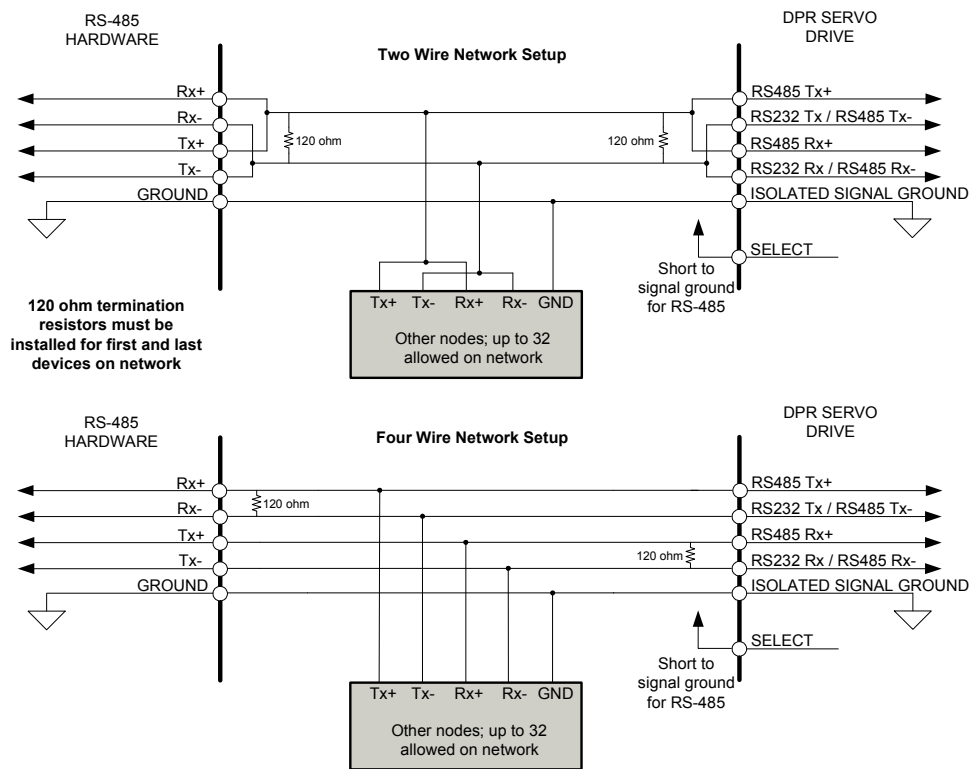 RS-485
HARDWARE
DPR SERVO
DRIVE
Two Wire Network Setup
Rx+
Rx-
Tx+
Tx-
GROUND
120 ohm
120 ohm
RS485 Tx+
RS232 Tx / RS485 Tx-
RS485 Rx+
RS232 Rx / RS485 Rx-
ISOLATED SIGNAL GROUND
SELECT
Short to
signal ground
for RS-485
Tx+ Tx- Rx+ Rx- GND
Other nodes; up to 32
allowed on network
120 ohm termination
resistors must be
installed for first and last
devices on network
RS-485
HARDWARE
DPR SERVO
DRIVE
Four Wire Network Setup
Rx+
Rx-
Tx+
Tx-
GROUND
120 ohm
120 ohm
RS485 Tx+
RS232 Tx / RS485 Tx-
RS485 Rx+
RS232 Rx / RS485 Rx-
ISOLATED SIGNAL GROUND
SELECT
Short to
signal ground
for RS-485
Tx+ Tx- Rx+ Rx- GND
Other nodes; up to 32
allowed on network